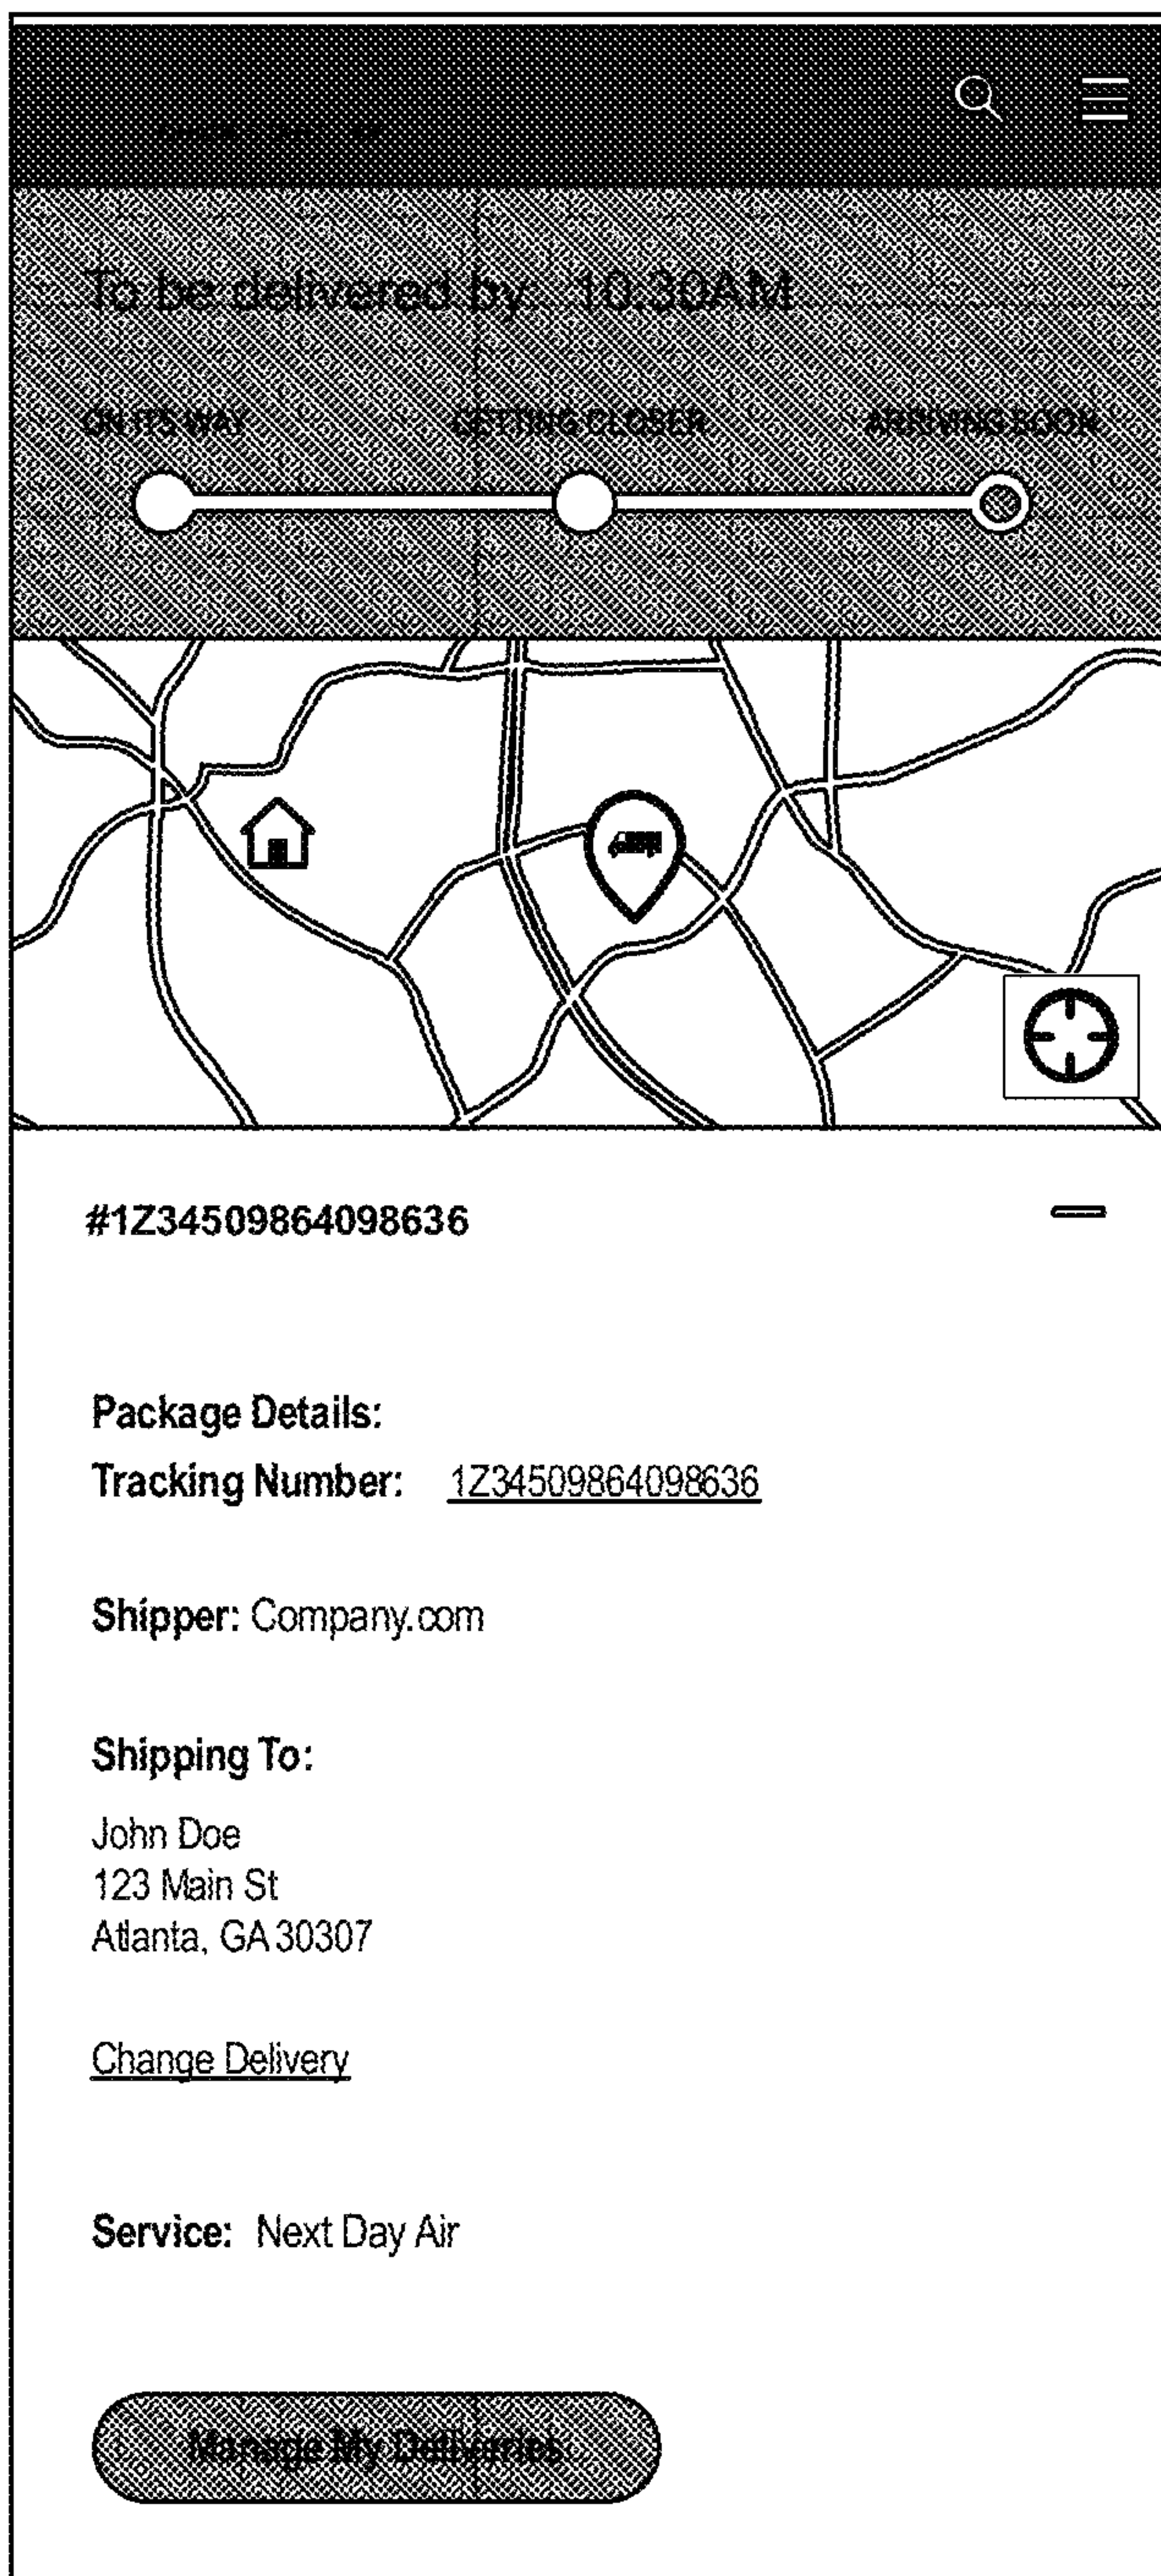 To be delivered by: 10:30AM
ON ITS WAY GETTING CLOSER ARRIVING SOON
#1Z34509864098636
Package Details:
Tracking Number: 1Z34509864098636
Shipper: Company.com
Shipping To:
John Doe
123 Main St
Atlanta, GA 30307
Change Delivery
Service: Next Day Air
Manage My Deliveries